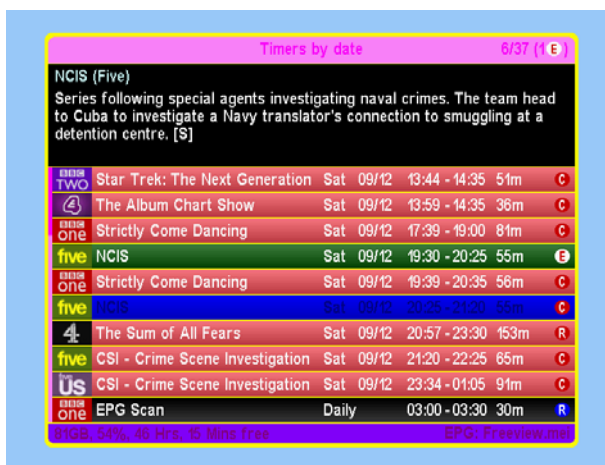 Timers by date 6/37 (1 E)
NCIS (Five)
Series following special agents investigating naval crimes. The team head
to Cuba to investigate a Navy translator's connection to smuggling at a
detention centre. [S]
BBC TWO Star Trek: The Next Generation Sat 09/12 13:44 - 14:35 51m C
4 The Album Chart Show Sat 09/12 13:59 - 14:35 36m C
BBC one Strictly Come Dancing Sat 09/12 17:39 - 19:00 81m C
five NCIS Sat 09/12 19:30 - 20:25 55m E
BBC one Strictly Come Dancing Sat 09/12 19:39 - 20:35 56m C
five NCIS Sat 09/12 20:25 - 21:20 55m C
4 The Sum of All Fears Sat 09/12 20:57 - 23:30 153m R
five CSI - Crime Scene Investigation Sat 09/12 21:20 - 22:25 65m C
five US CSI - Crime Scene Investigation Sat 09/12 23:34 - 01:05 91m C
BBC one EPG Scan Daily 03:00 - 03:30 30m R
81GB, 54%, 46 Hrs, 15 Mins free EPG: Freeview.mei